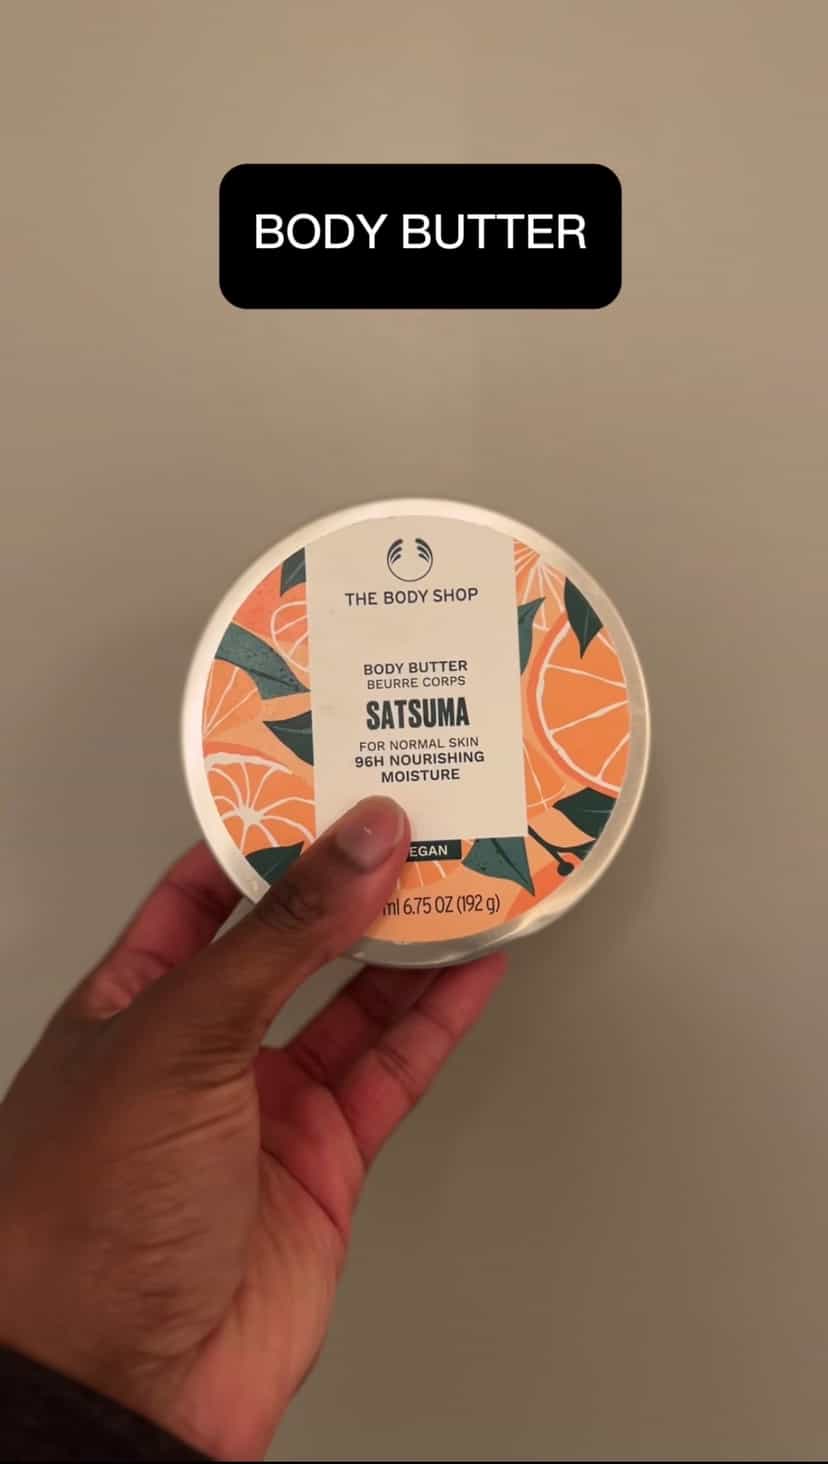 BODY BUTTER
THE BODY SHOP
BODY BUTTER
BEURRE CORPS
SATSUMA
FOR NORMAL SKIN
96H NOURISHING
MOISTURE
ml 6.75 OZ (192 g)